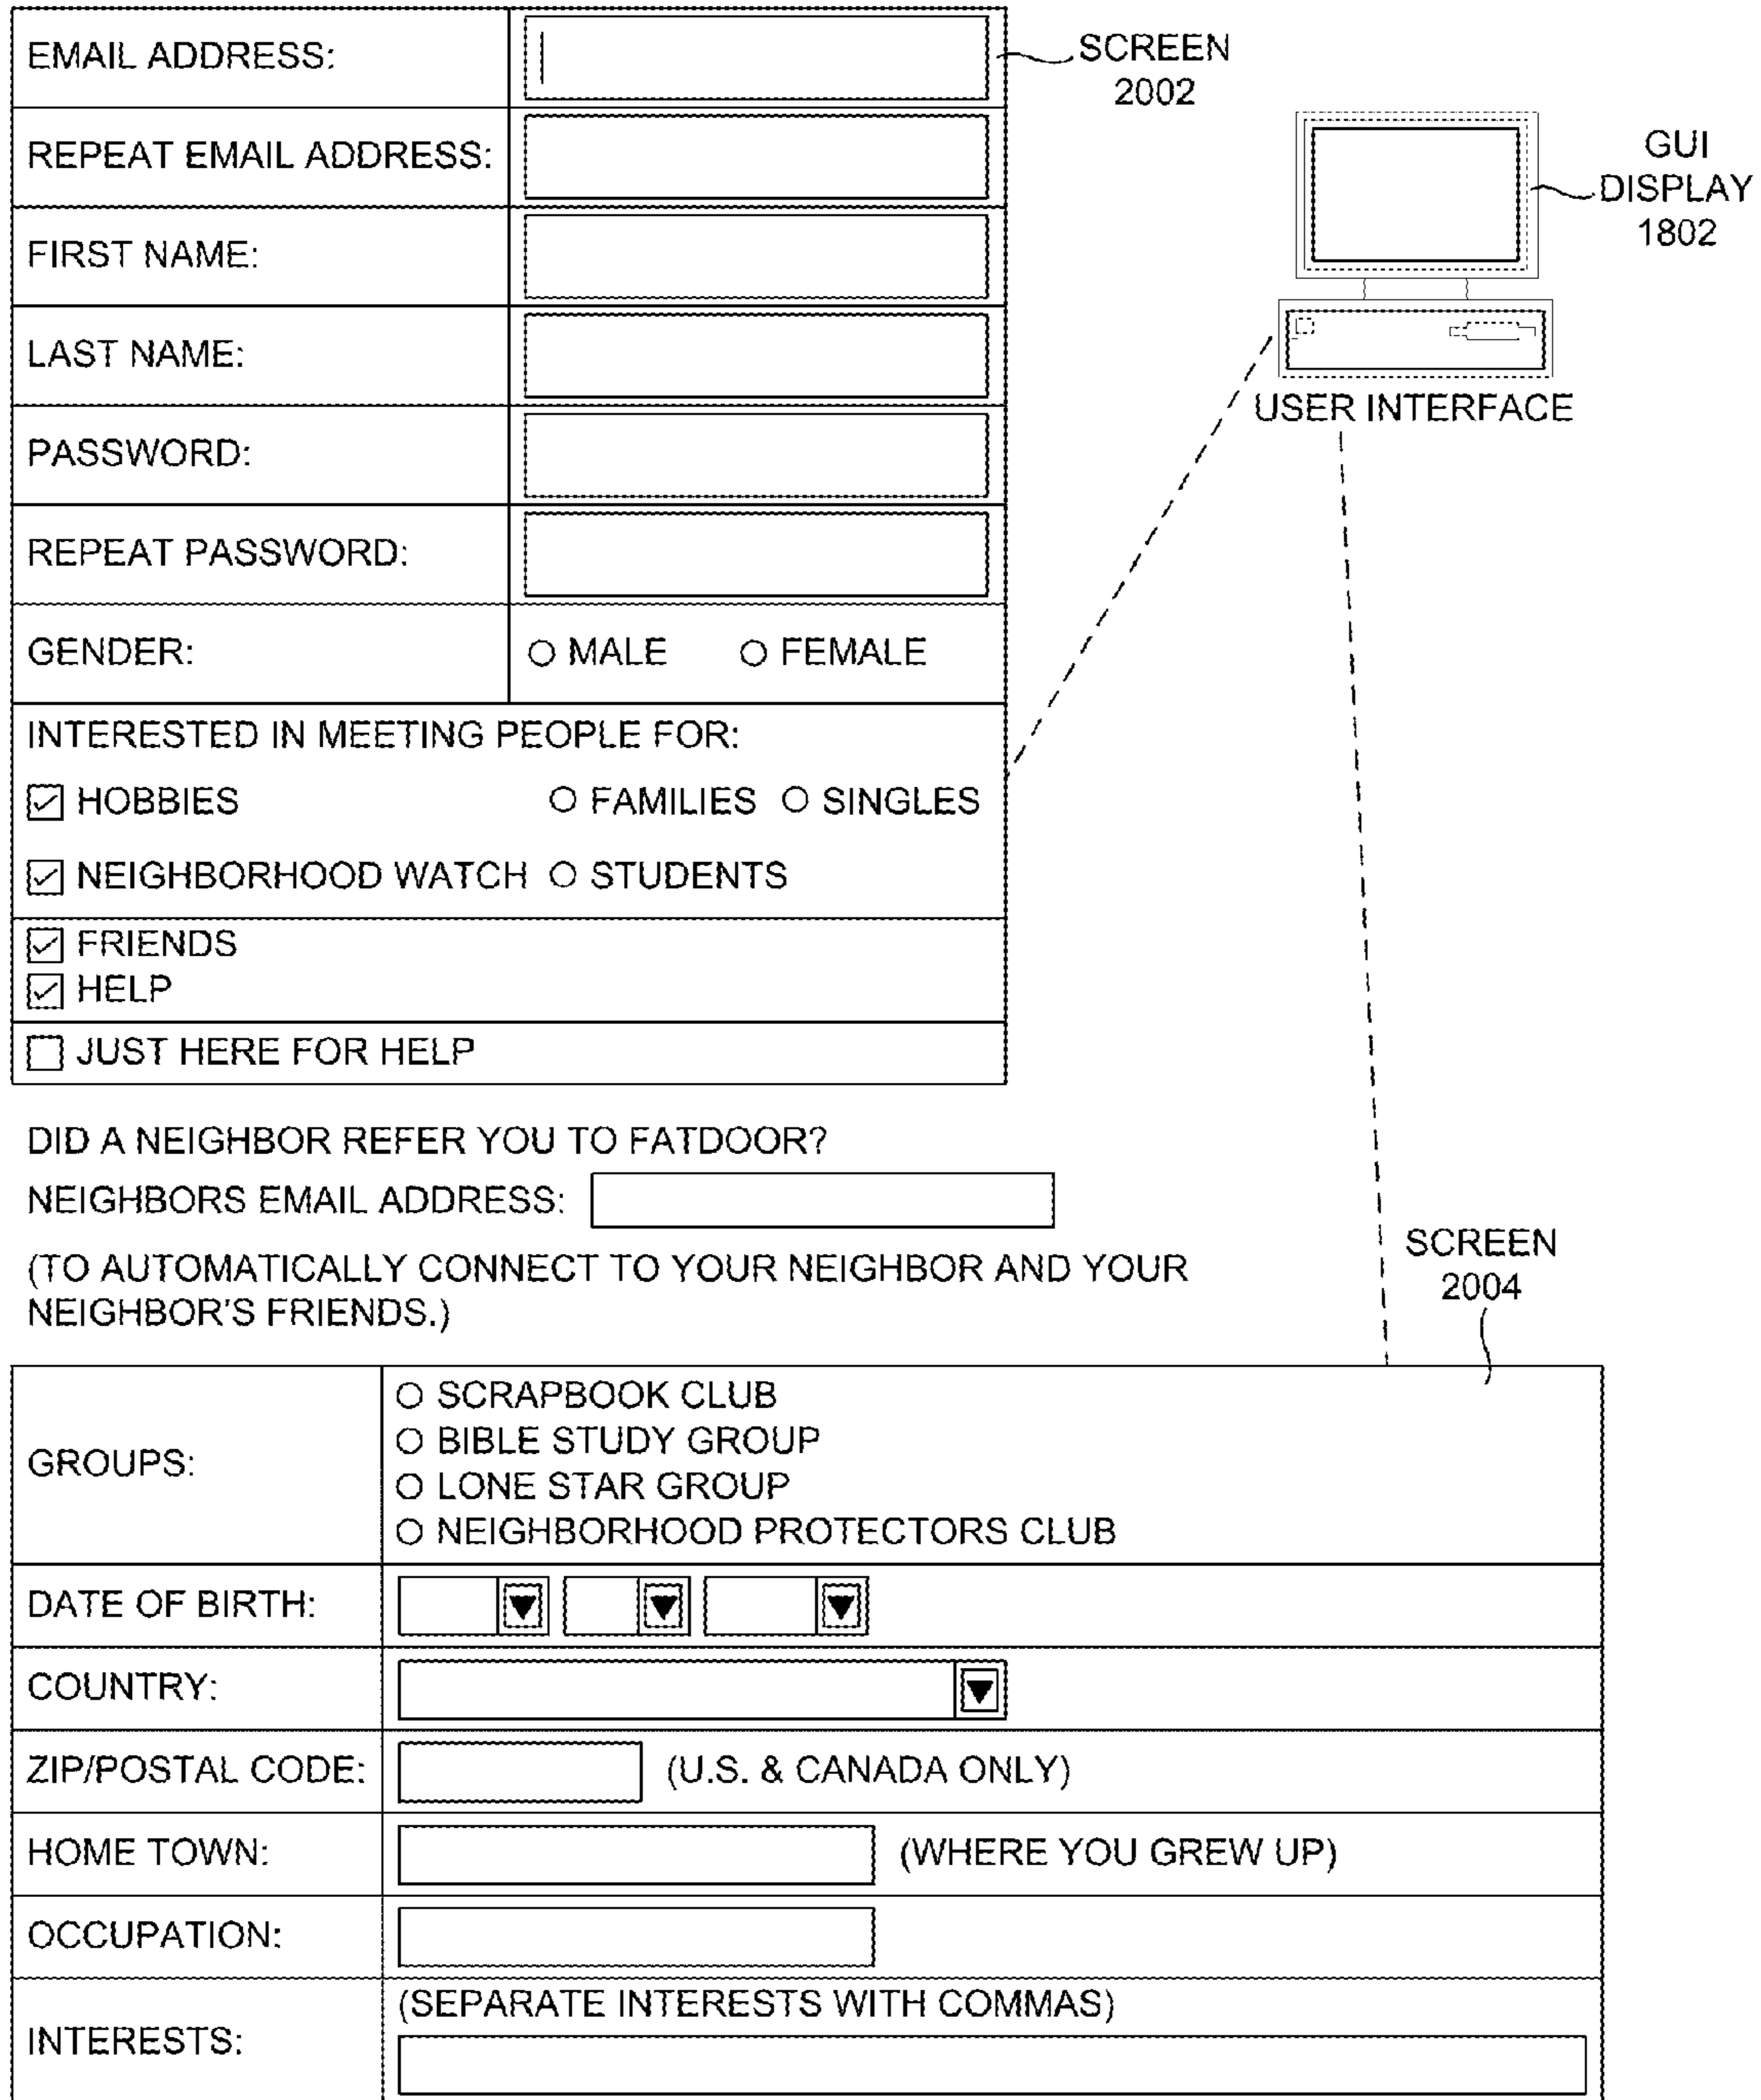 EMAIL ADDRESS:
SCREEN
2002
REPEAT EMAIL ADDRESS:
GUI
DISPLAY
1802
FIRST NAME:
LAST NAME:
USER INTERFACE
PASSWORD:
REPEAT PASSWORD:
GENDER: MALE FEMALE
INTERESTED IN MEETING PEOPLE FOR:
HOBBIES FAMILIES SINGLES
NEIGHBORHOOD WATCH STUDENTS
FRIENDS
HELP
JUST HERE FOR HELP
DID A NEIGHBOR REFER YOU TO FATDOOR?
NEIGHBORS EMAIL ADDRESS:
(TO AUTOMATICALLY CONNECT TO YOUR NEIGHBOR AND YOUR
NEIGHBOR'S FRIENDS.)
SCREEN
2004
GROUPS:
SCRAPBOOK CLUB
BIBLE STUDY GROUP
LONE STAR GROUP
NEIGHBORHOOD PROTECTORS CLUB
DATE OF BIRTH:
COUNTRY:
ZIP/POSTAL CODE: (U.S. & CANADA ONLY)
HOME TOWN: (WHERE YOU GREW UP)
OCCUPATION:
INTERESTS:
(SEPARATE INTERESTS WITH COMMAS)